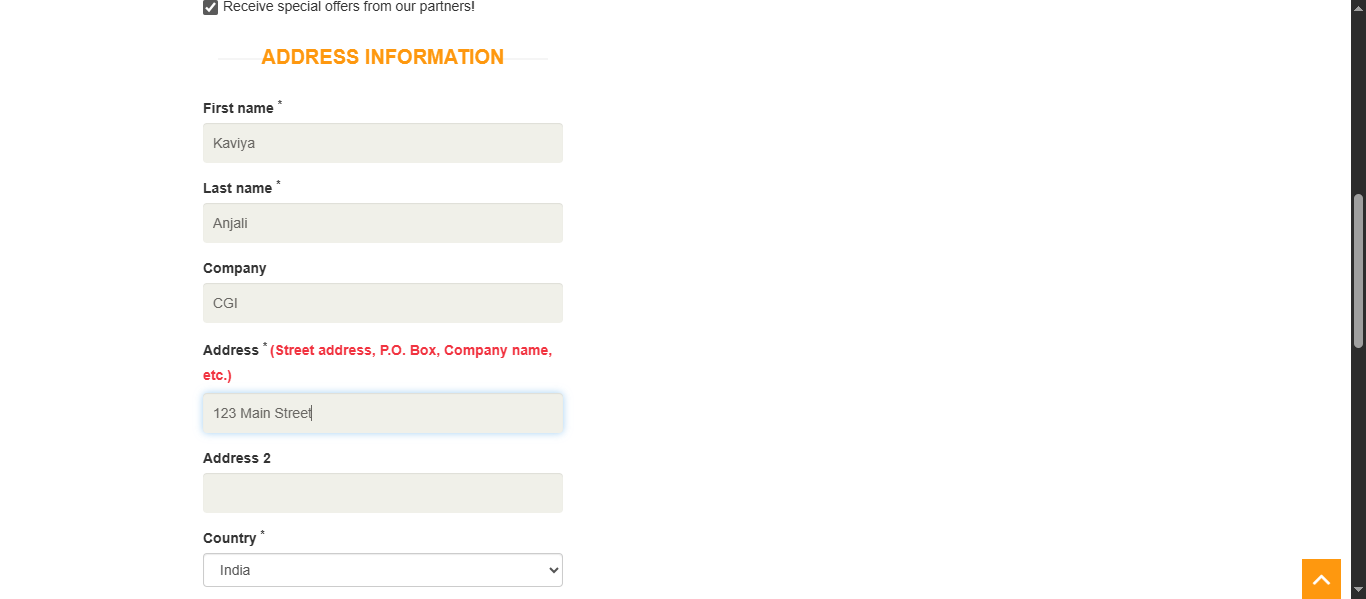 Receive special offers from our partners!
ADDRESS INFORMATION
First name *
Kaviya
Last name *
Anjali
Company
CGI
Address * (Street address, P.O. Box, Company name,
etc.)
123 Main Street
Address 2
Country *
India